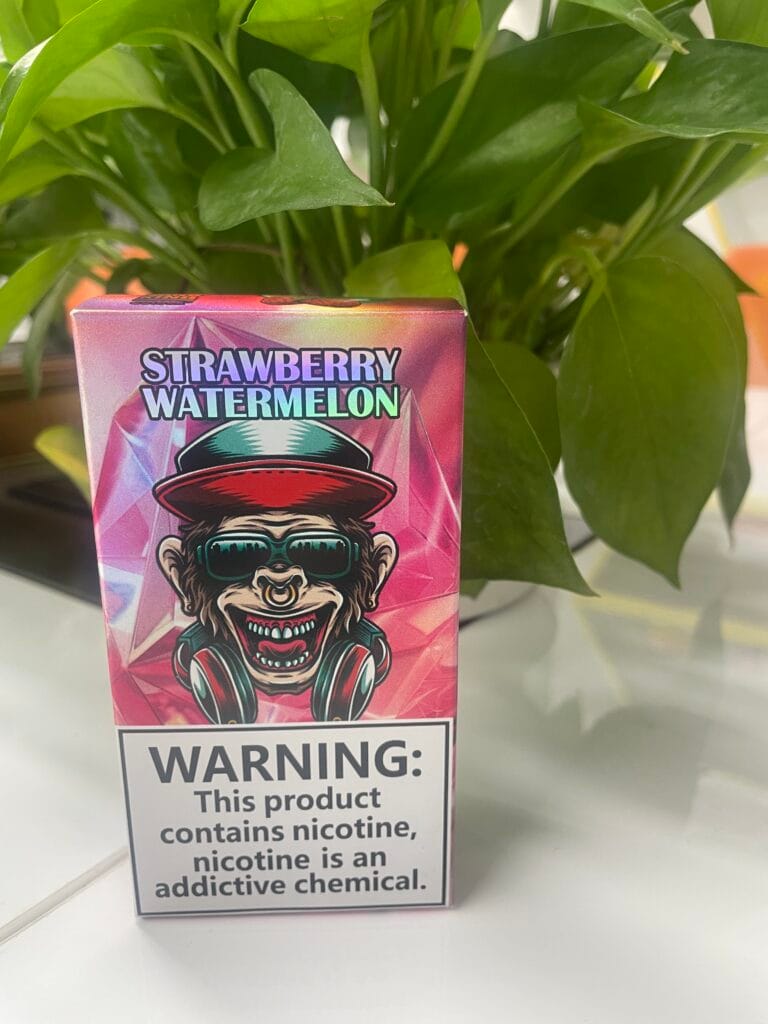 STRAWBERRY
WATERMELON
WARNING:
This product
contains nicotine,
nicotine is an
addictive chemical.